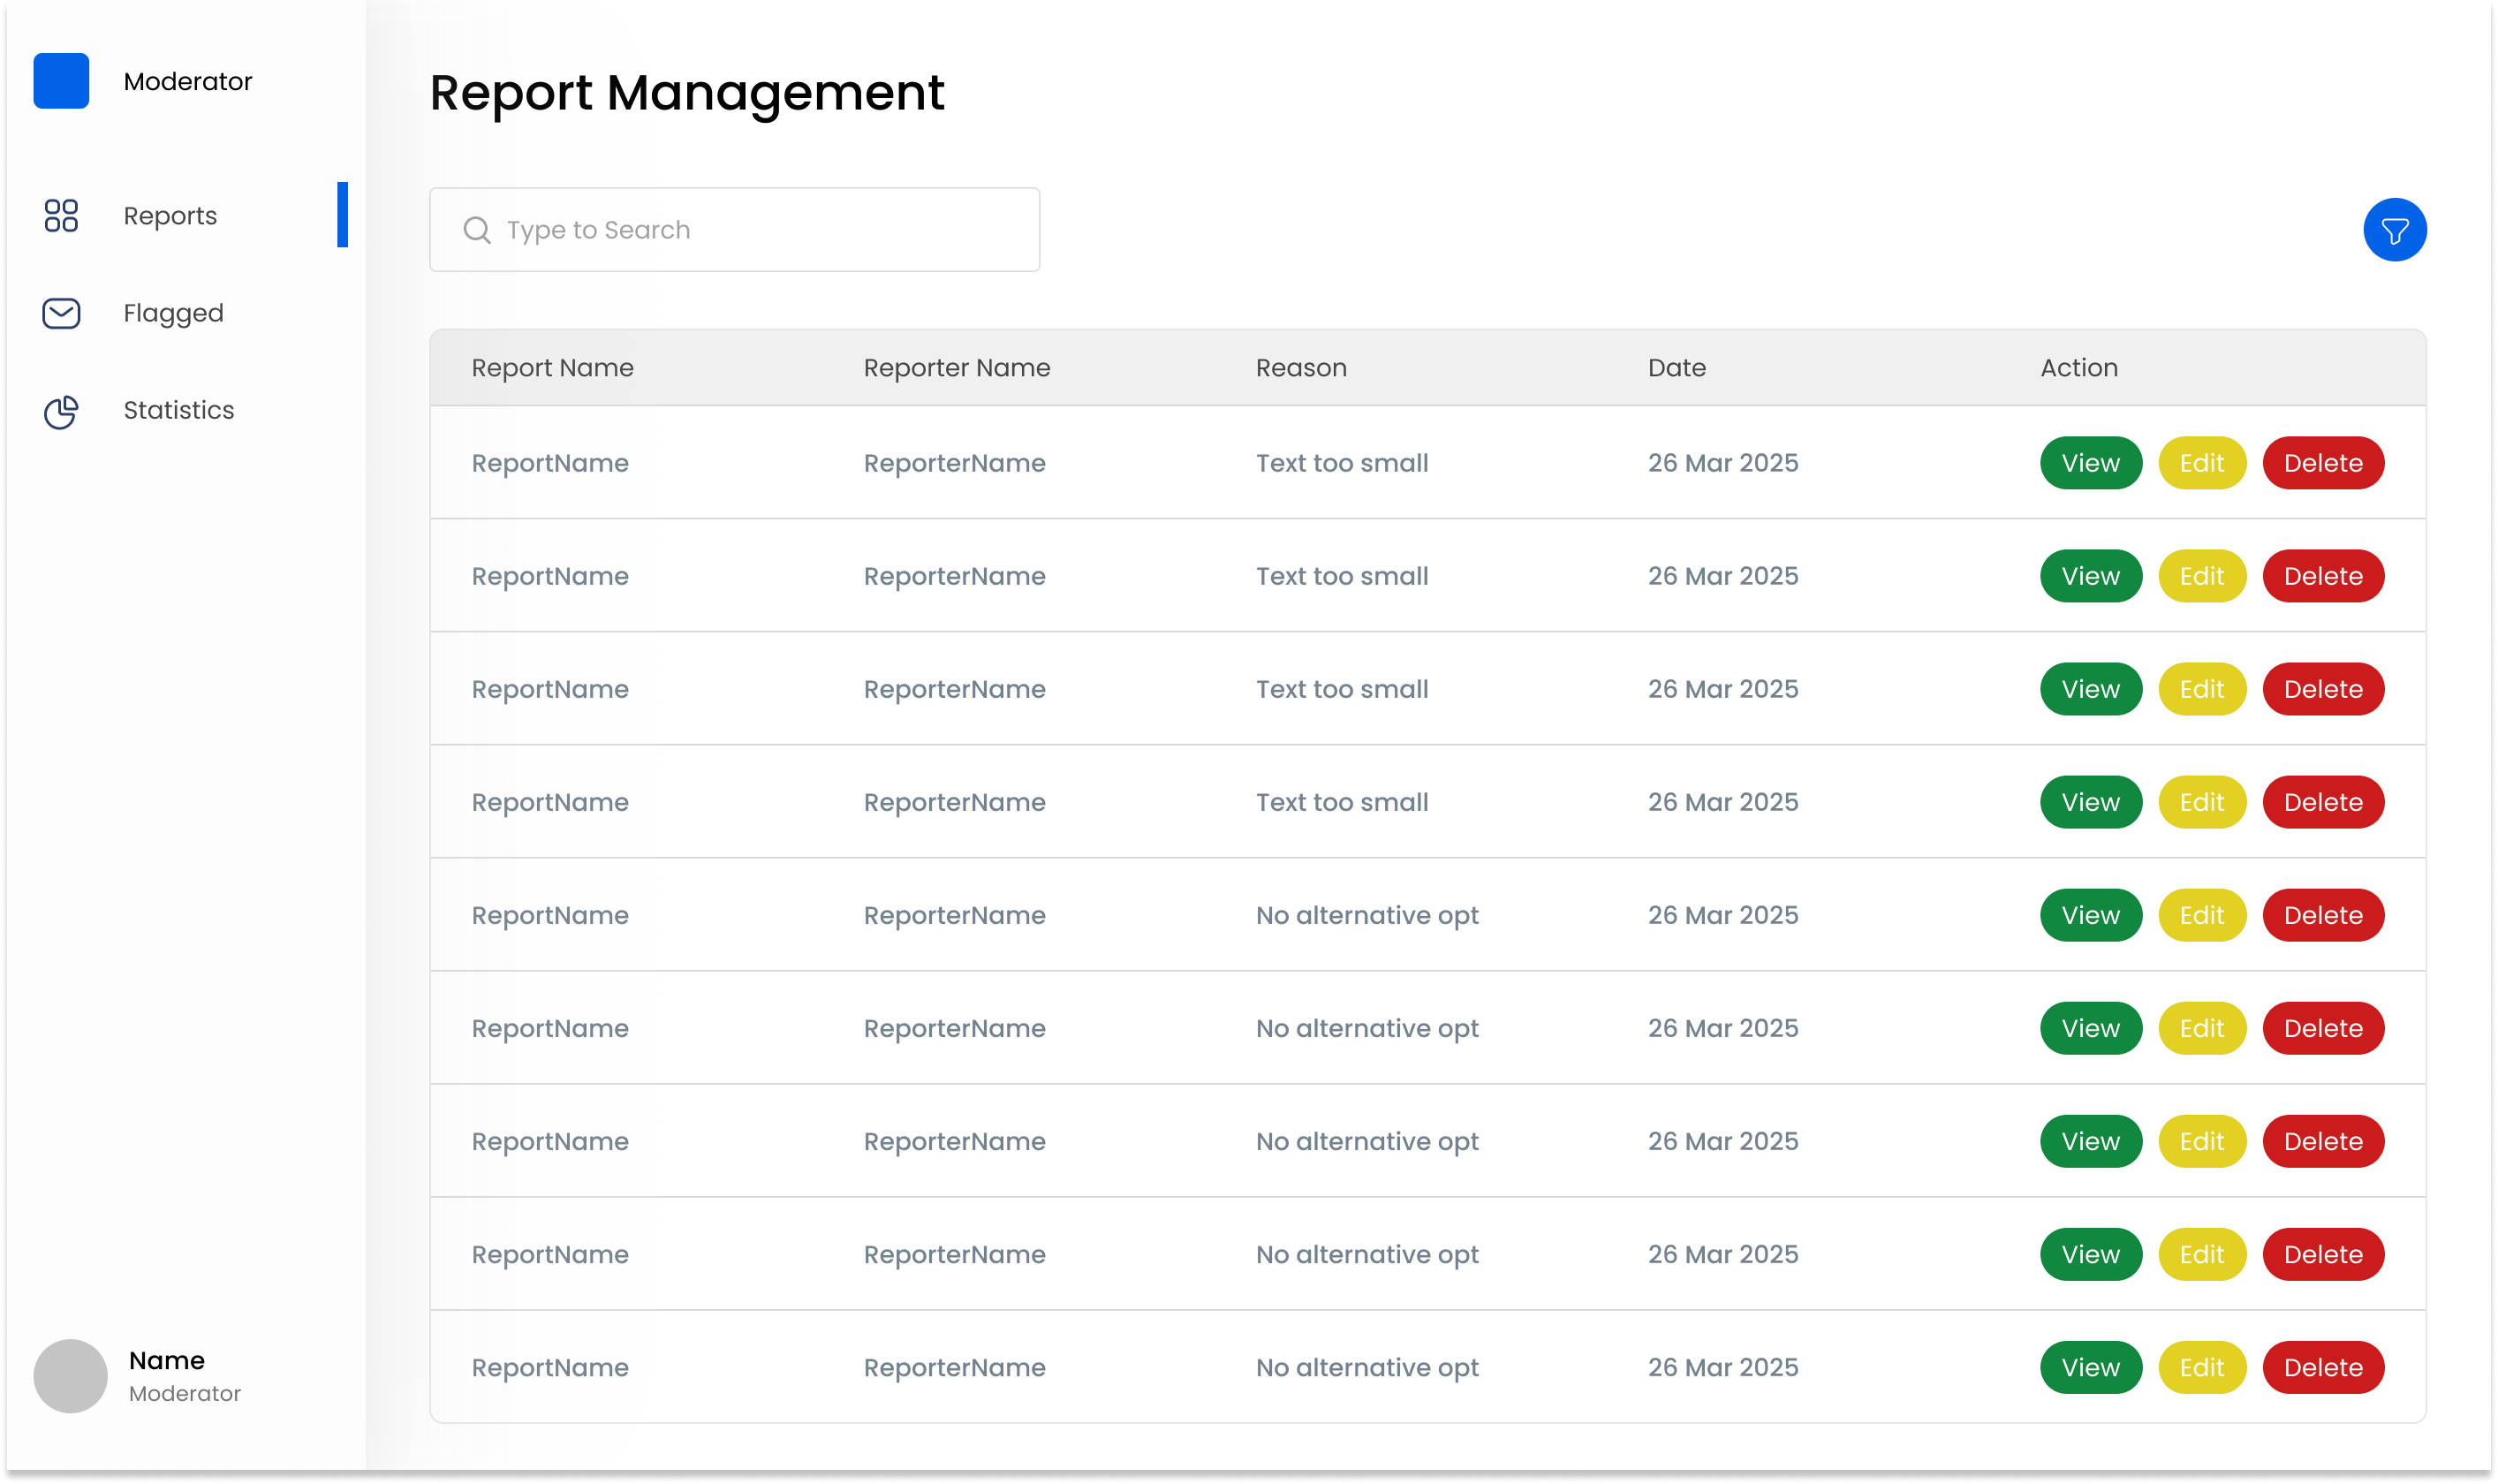 Moderator
Reports
Flagged
Statistics
Name
Moderator
Report Management
Type to Search
Report Name Reporter Name Reason Date Action
ReportName ReporterName Text too small 26 Mar 2025 View Edit Delete
ReportName ReporterName Text too small 26 Mar 2025 View Edit Delete
ReportName ReporterName Text too small 26 Mar 2025 View Edit Delete
ReportName ReporterName Text too small 26 Mar 2025 View Edit Delete
ReportName ReporterName No alternative opt 26 Mar 2025 View Edit Delete
ReportName ReporterName No alternative opt 26 Mar 2025 View Edit Delete
ReportName ReporterName No alternative opt 26 Mar 2025 View Edit Delete
ReportName ReporterName No alternative opt 26 Mar 2025 View Edit Delete
ReportName ReporterName No alternative opt 26 Mar 2025 View Edit Delete